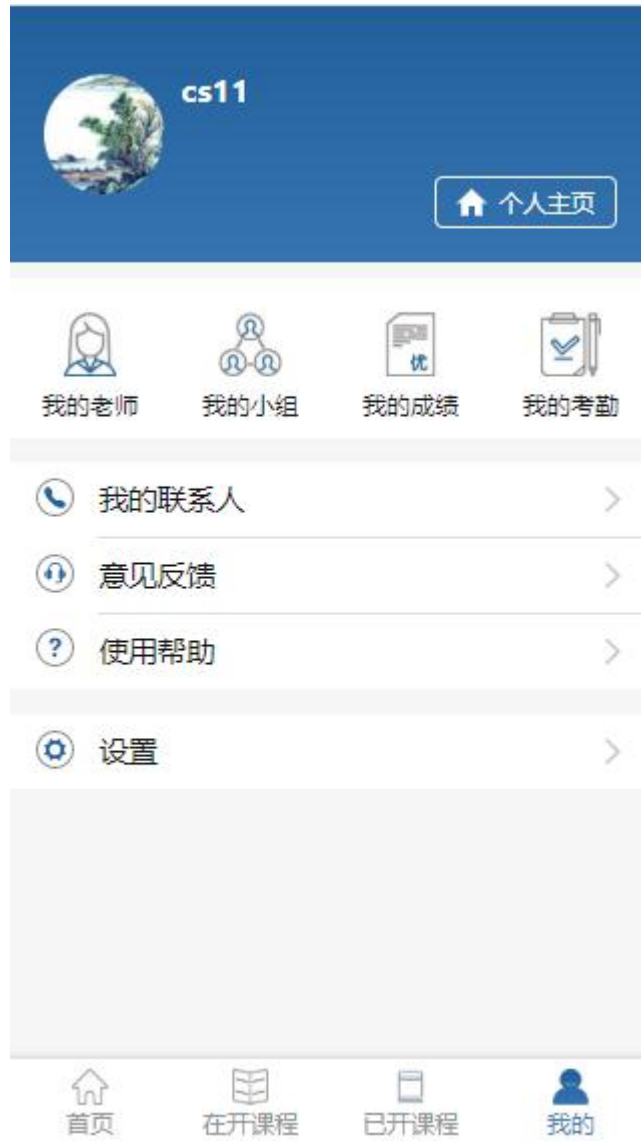 cs11
个人主页
我的老师 我的小组 我的成绩 我的考勤
优
我的联系人
意见反馈
使用帮助
设置
首页 在开课程 已开课程 我的